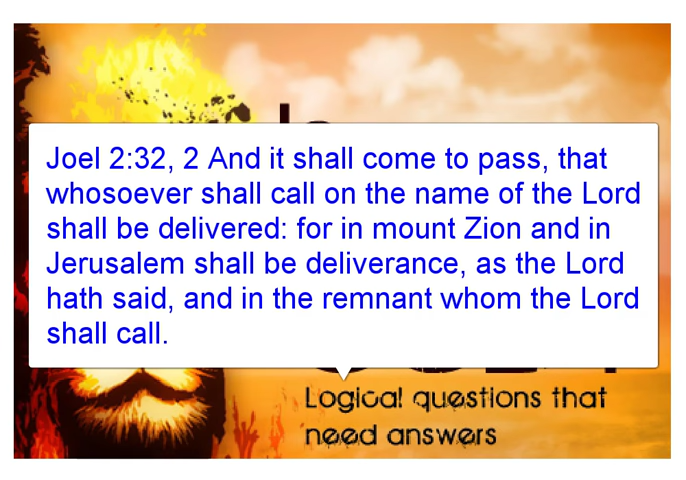 Joel 2:32, 2 And it shall come to pass, that
whosoever shall call on the name of the Lord
shall be delivered: for in mount Zion and in
Jerusalem shall be deliverance, as the Lord
hath said, and in the remnant whom the Lord
shall call.
Logical questions that
need answers